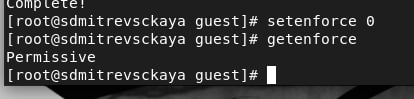 Complete!
[root@sdmitrevsckaya guest]# setenforce 0
[root@sdmitrevsckaya guest]# getenforce
Permissive
[root@sdmitrevsckaya guest]#